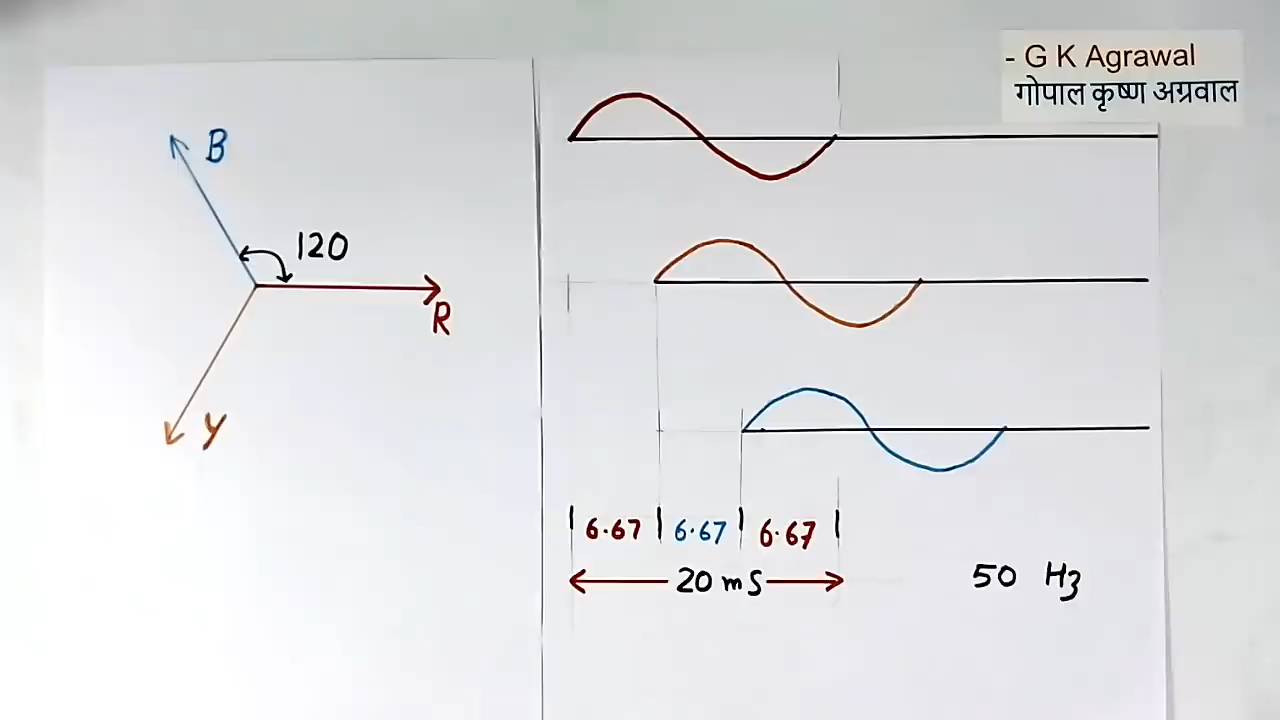 - G K Agrawal
गोपाल कृष्ण अग्रवाल
B
120
R
Y
6.67 6.67 6.67
20 mS
50 Hz